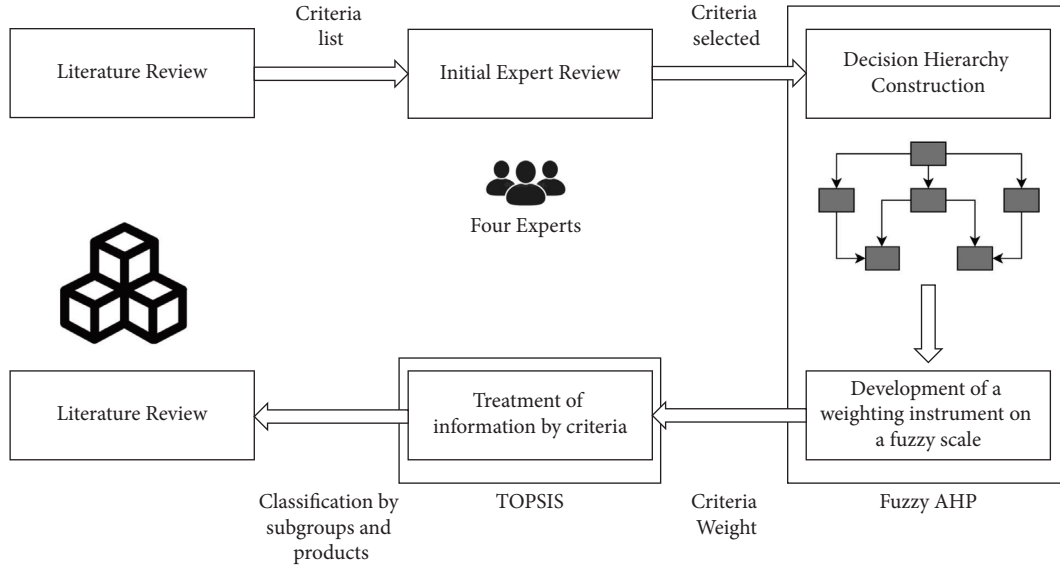 Criteria
list
Criteria
selected
Literature Review
Initial Expert Review
Decision Hierarchy
Construction
Four Experts
Literature Review
Treatment of
information by criteria
Development of a
weighting instrument on
a fuzzy scale
Classification by
subgroups and
products
TOPSIS
Criteria
Weight
Fuzzy AHP